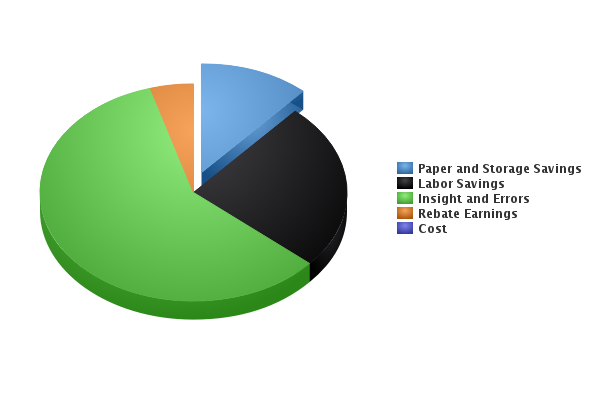 Paper and Storage Savings
Labor Savings
Insight and Errors
Rebate Earnings
Cost